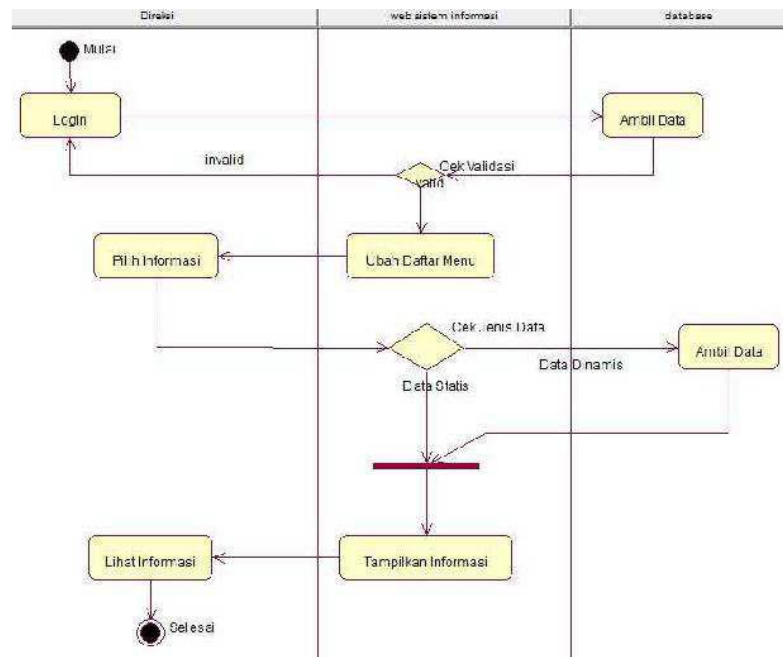 Direksi
web sistem informasi
database
Mulai
Login
Ambil Data
invalid
Cek Validasi
valid
Pilih Informasi
Ubah Daftar Menu
Cek Jenis Data
Ambil Data
Data Dinamis
Data Statis
Lihat Informasi
Tampilkan Informasi
Selesai